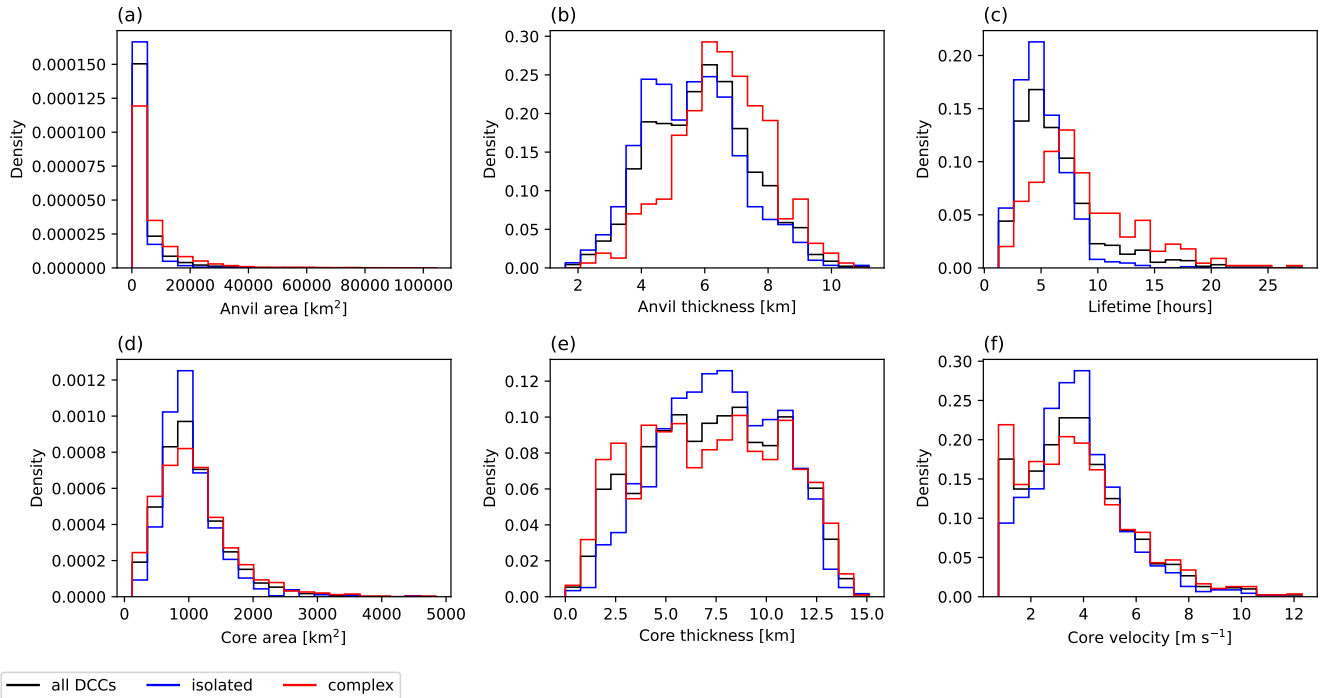 (a)
0.000150
0.000125
0.000100
0.000075
0.000050
0.000025
0.000000
Density
0 20000 40000 60000 80000 100000
Anvil area [km²]
(b)
0.30
0.25
0.20
0.15
0.10
0.05
0.00
Density
2 4 6 8 10
Anvil thickness [km]
(c)
0.20
0.15
0.10
0.05
0.00
Density
0 5 10 15 20 25
Lifetime [hours]
(d)
0.0012
0.0010
0.0008
0.0006
0.0004
0.0002
0.0000
Density
0 1000 2000 3000 4000 5000
Core area [km²]
(e)
0.12
0.10
0.08
0.06
0.04
0.02
0.00
Density
0.0 2.5 5.0 7.5 10.0 12.5 15.0
Core thickness [km]
(f)
0.30
0.25
0.20
0.15
0.10
0.05
0.00
Density
2 4 6 8 10 12
Core velocity [m s⁻¹]
all DCCs isolated complex